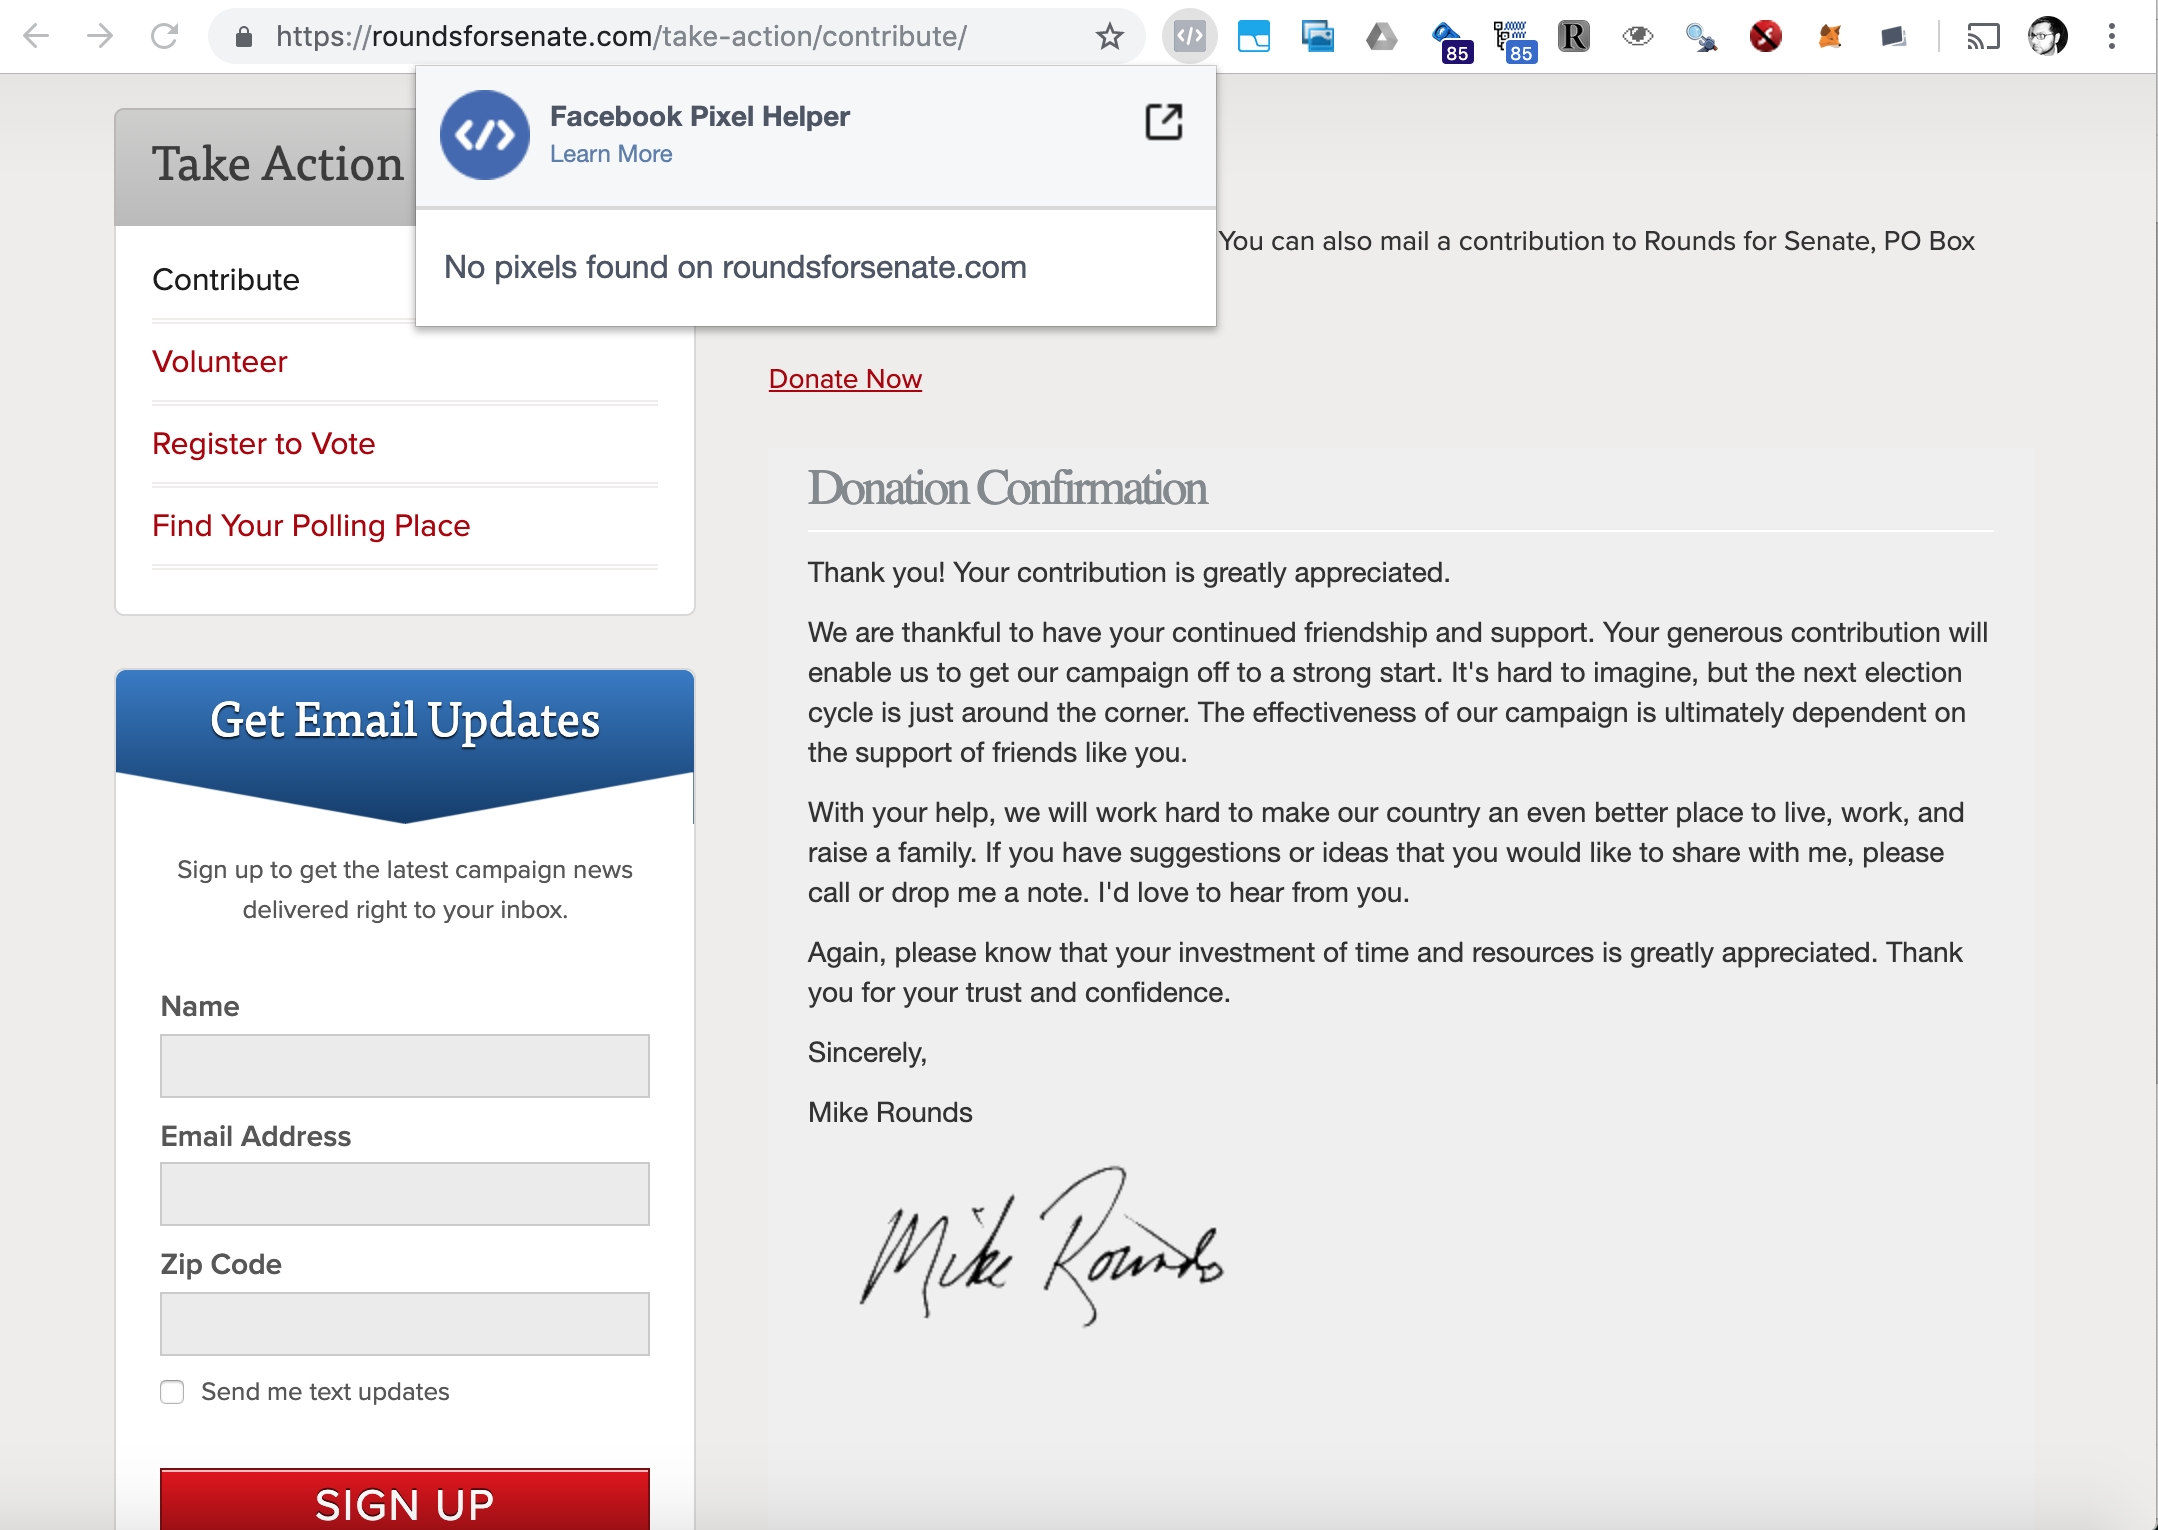 https://roundsforsenate.com/take-action/contribute/
85
85
R
Facebook Pixel Helper
Learn More
No pixels found on roundsforsenate.com
Take Action
Contribute
Volunteer
Register to Vote
Find Your Polling Place
Get Email Updates
Sign up to get the latest campaign news
delivered right to your inbox.
Name
Email Address
Zip Code
Send me text updates
SIGN UP
You can also mail a contribution to Rounds for Senate, PO Box
Donate Now
Donation Confirmation
Thank you! Your contribution is greatly appreciated.
We are thankful to have your continued friendship and support. Your generous contribution will
enable us to get our campaign off to a strong start. It's hard to imagine, but the next election
cycle is just around the corner. The effectiveness of our campaign is ultimately dependent on
the support of friends like you.
With your help, we will work hard to make our country an even better place to live, work, and
raise a family. If you have suggestions or ideas that you would like to share with me, please
call or drop me a note. I'd love to hear from you.
Again, please know that your investment of time and resources is greatly appreciated. Thank
you for your trust and confidence.
Sincerely,
Mike Rounds
Mike Rounds